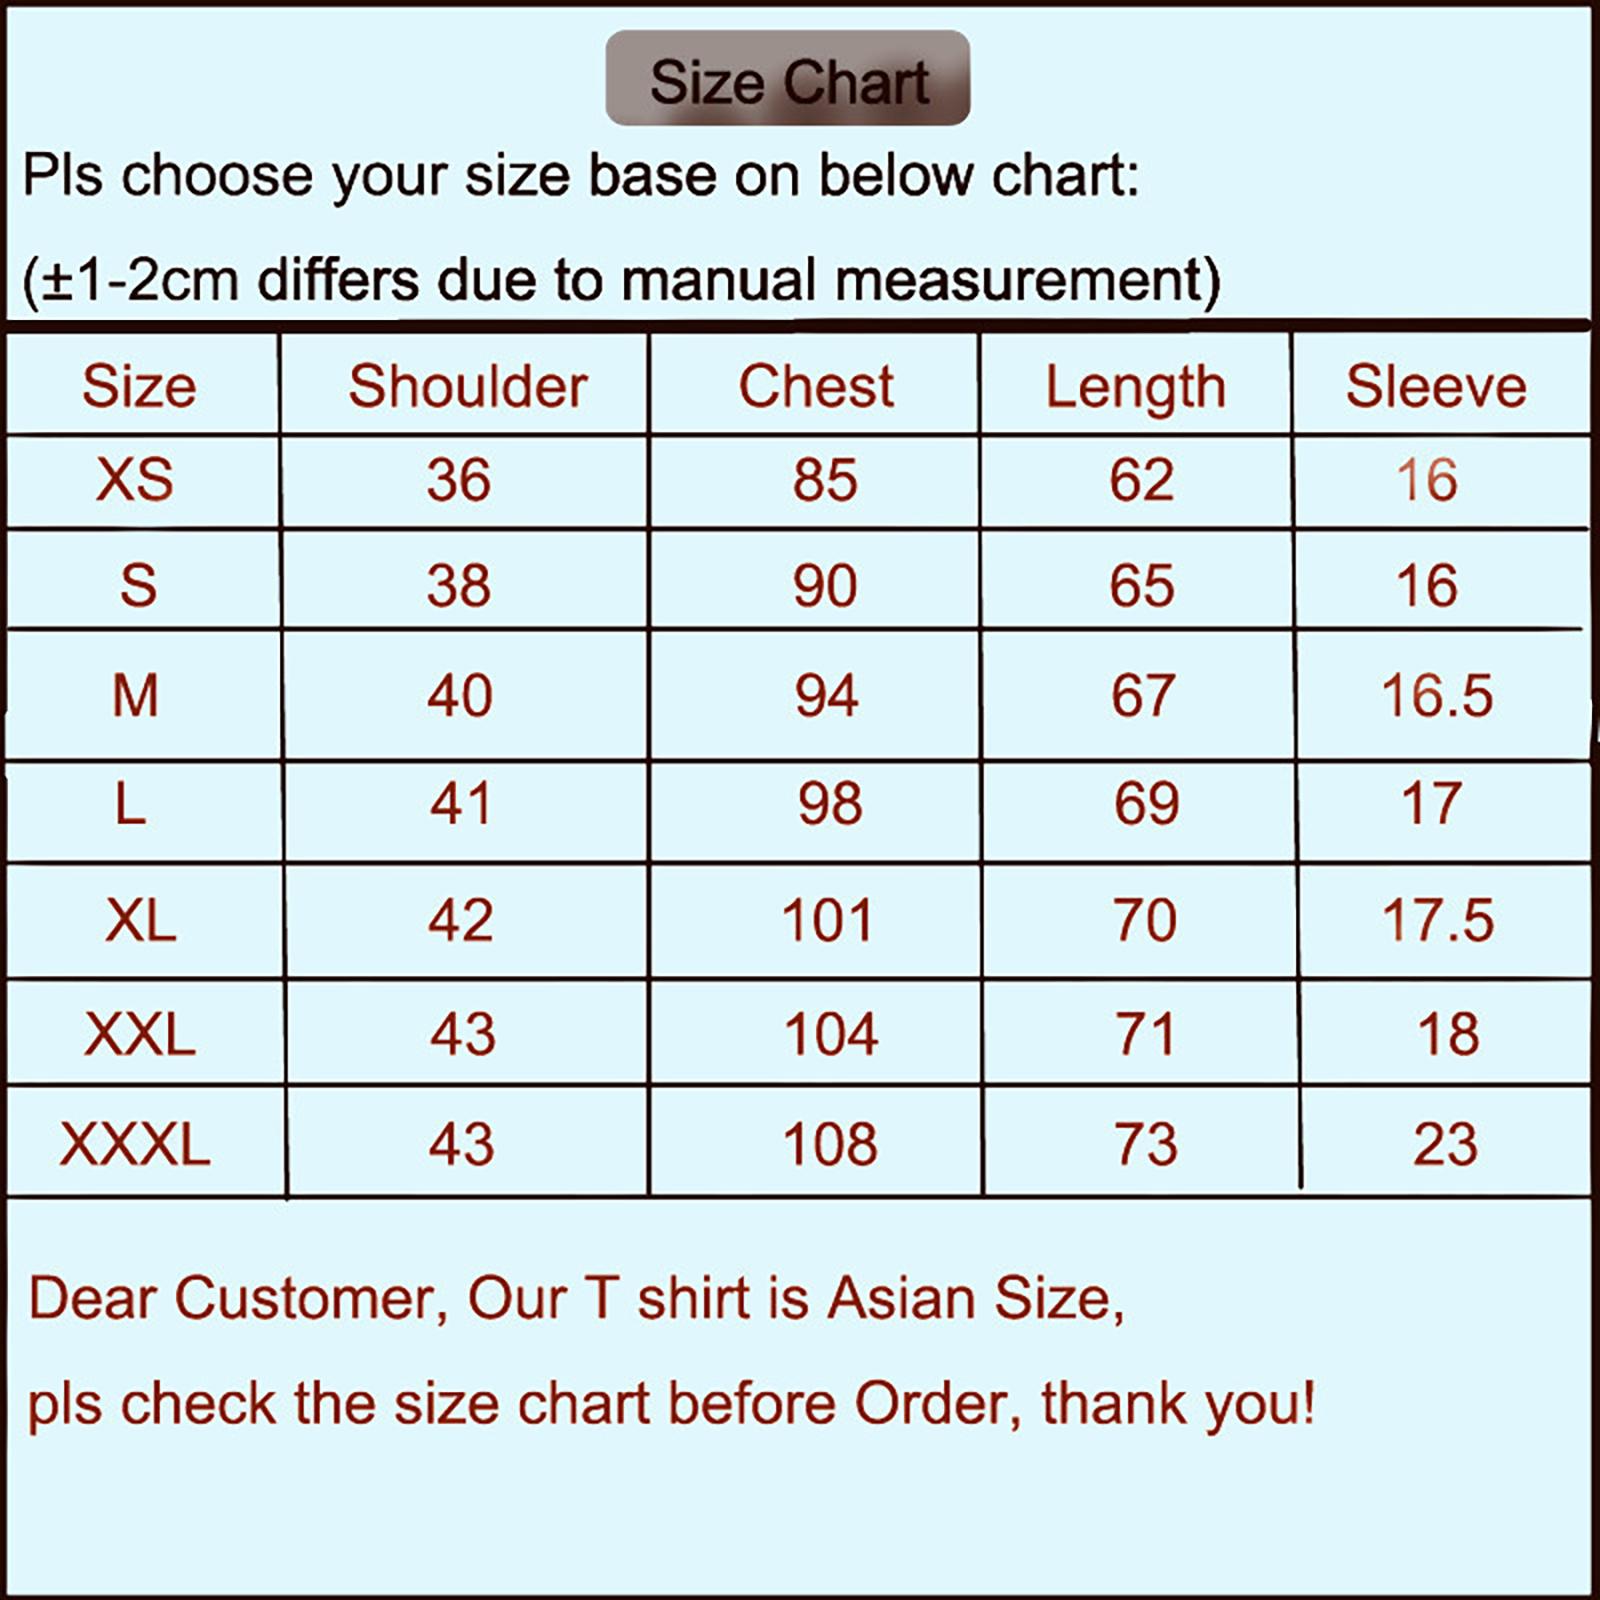 Size Chart
Pls choose your size base on below chart:
(±1-2cm differs due to manual measurement)
Size Shoulder Chest Length Sleeve
XS 36 85 62 16
S 38 90 65 16
M 40 94 67 16.5
L 41 98 69 17
XL 42 101 70 17.5
XXL 43 104 71 18
XXXL 43 108 73 23
Dear Customer, Our T shirt is Asian Size,
pls check the size chart before Order, thank you!